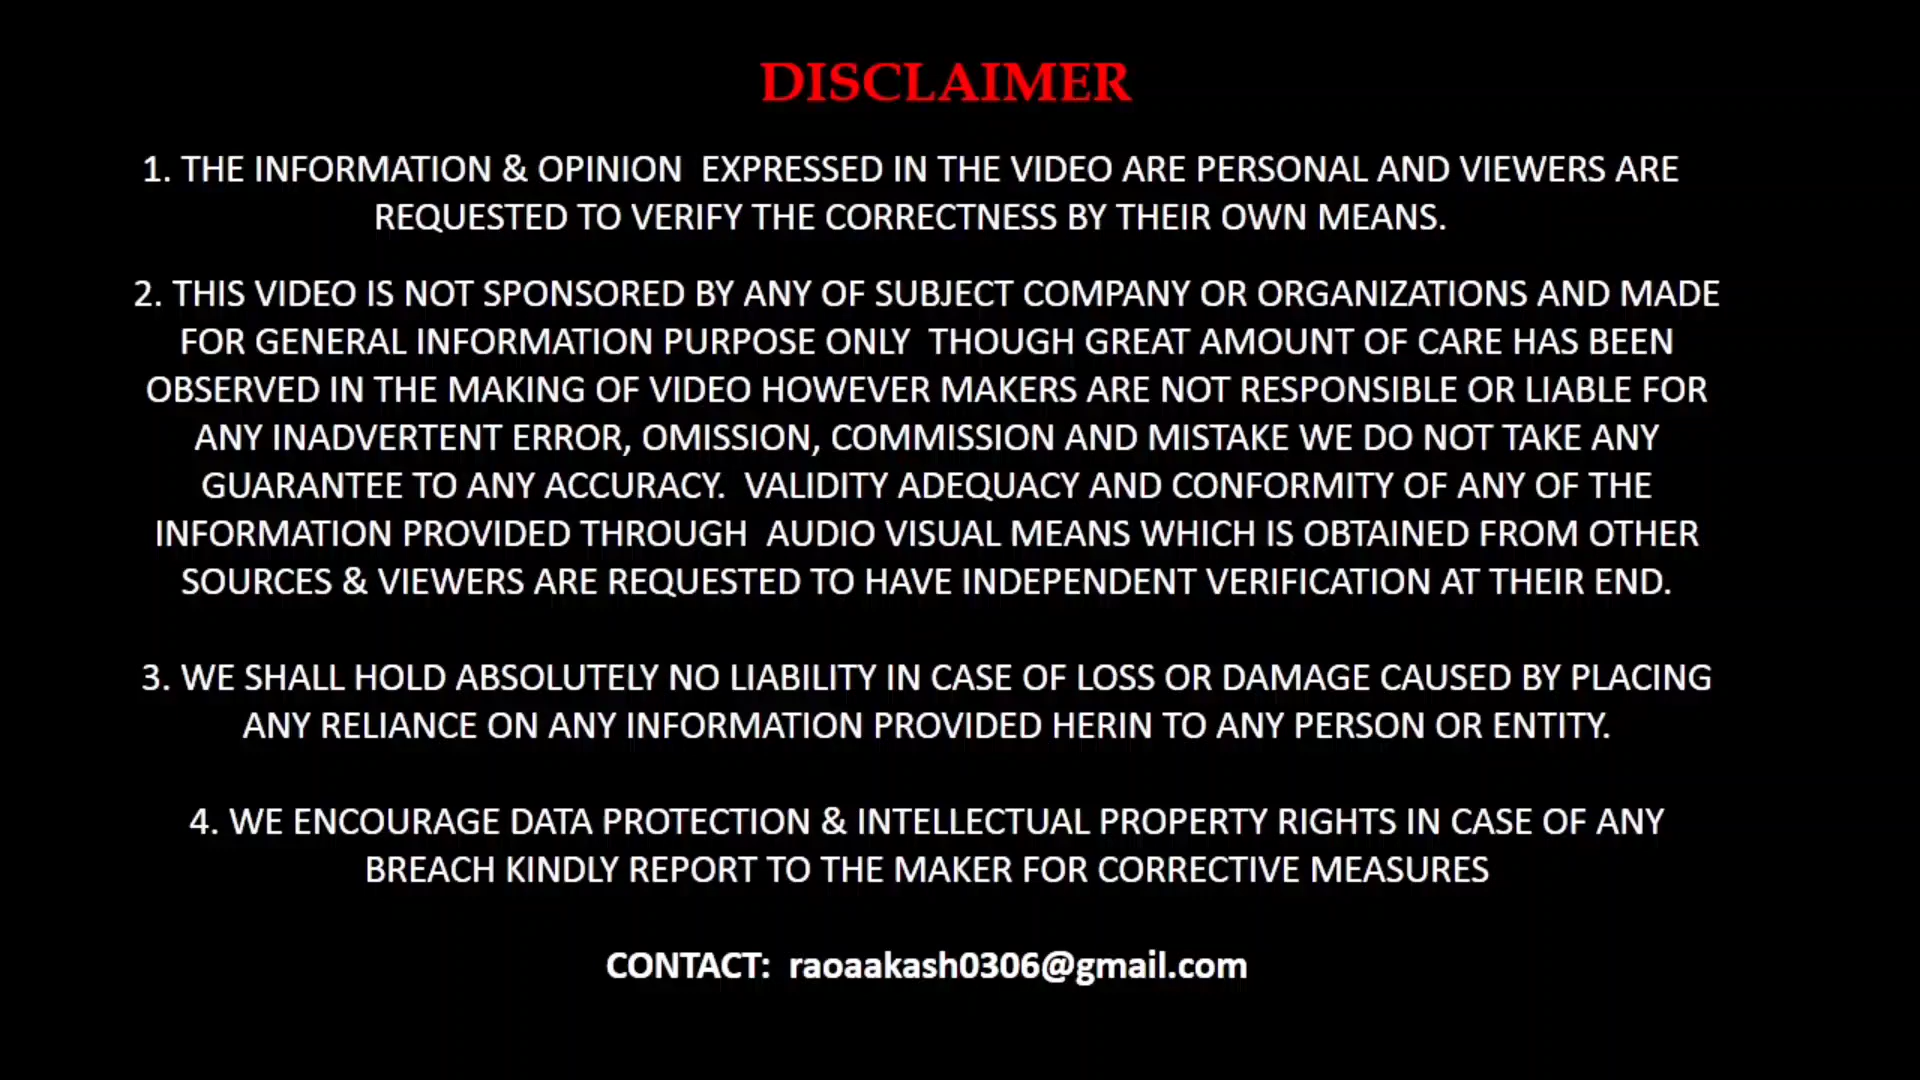 DISCLAIMER
1. THE INFORMATION & OPINION EXPRESSED IN THE VIDEO ARE PERSONAL AND VIEWERS ARE
REQUESTED TO VERIFY THE CORRECTNESS BY THEIR OWN MEANS.
2. THIS VIDEO IS NOT SPONSORED BY ANY OF SUBJECT COMPANY OR ORGANIZATIONS AND MADE
FOR GENERAL INFORMATION PURPOSE ONLY THOUGH GREAT AMOUNT OF CARE HAS BEEN
OBSERVED IN THE MAKING OF VIDEO HOWEVER MAKERS ARE NOT RESPONSIBLE OR LIABLE FOR
ANY INADVERTENT ERROR, OMISSION, COMMISSION AND MISTAKE WE DO NOT TAKE ANY
GUARANTEE TO ANY ACCURACY. VALIDITY ADEQUACY AND CONFORMITY OF ANY OF THE
INFORMATION PROVIDED THROUGH AUDIO VISUAL MEANS WHICH IS OBTAINED FROM OTHER
SOURCES & VIEWERS ARE REQUESTED TO HAVE INDEPENDENT VERIFICATION AT THEIR END.
3. WE SHALL HOLD ABSOLUTELY NO LIABILITY IN CASE OF LOSS OR DAMAGE CAUSED BY PLACING
ANY RELIANCE ON ANY INFORMATION PROVIDED HERIN TO ANY PERSON OR ENTITY.
4. WE ENCOURAGE DATA PROTECTION & INTELLECTUAL PROPERTY RIGHTS IN CASE OF ANY
BREACH KINDLY REPORT TO THE MAKER FOR CORRECTIVE MEASURES
CONTACT: raoaakash0306@gmail.com